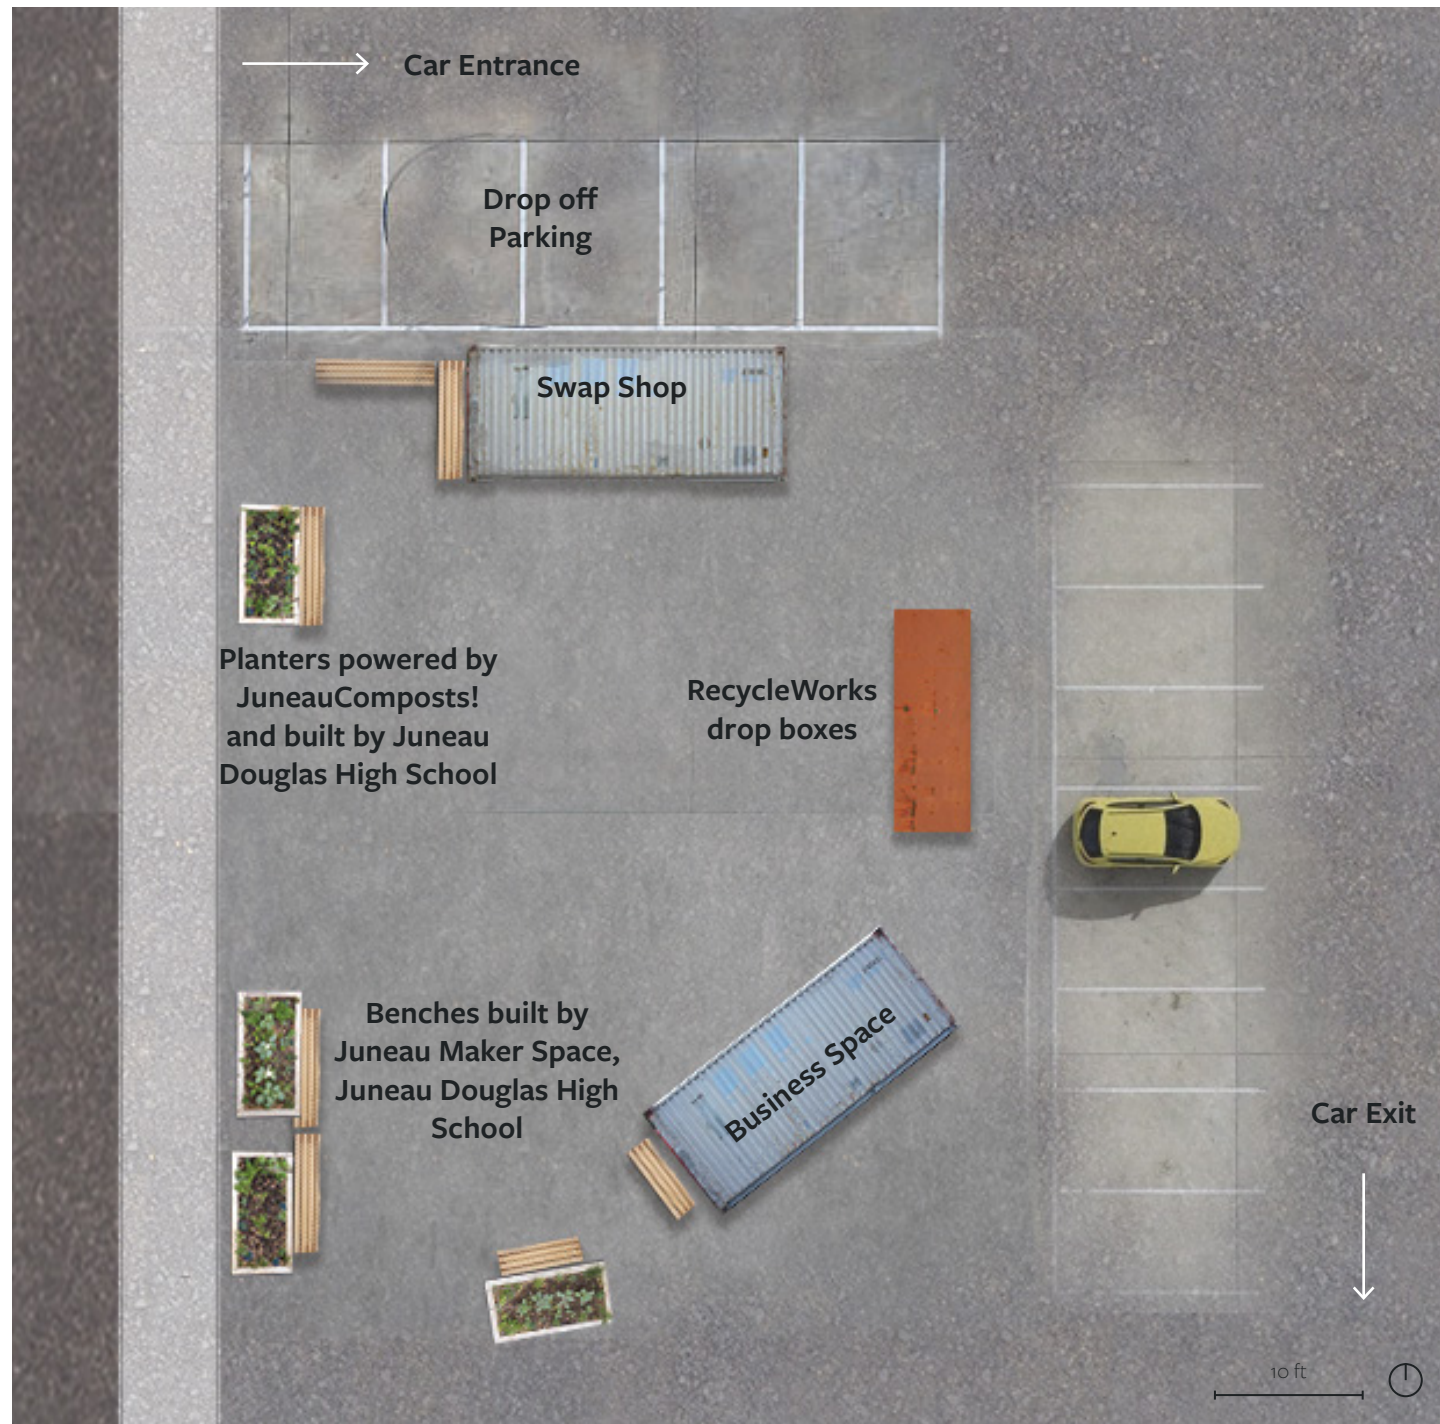 Car Entrance
Drop off
Parking
Swap Shop
Planters powered by
JuneauComposts!
and built by Juneau
Douglas High School
RecycleWorks
drop boxes
Benches built by
Juneau Maker Space,
Juneau Douglas High
School
Business Space
Car Exit
10 ft